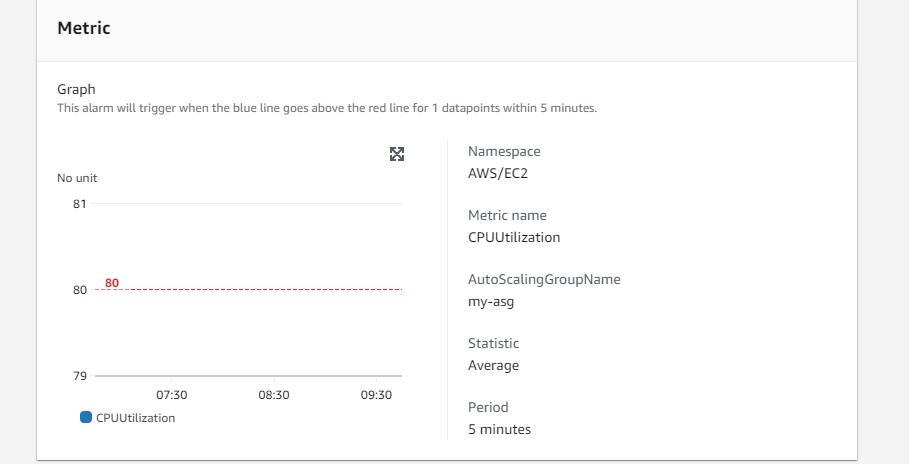 Metric
Graph
This alarm will trigger when the blue line goes above the red line for 1 datapoints within 5 minutes.
No unit
81
80
80
79
07:30
08:30
09:30
CPUUtilization
Namespace
AWS/EC2
Metric name
CPUUtilization
AutoScalingGroupName
my-asg
Statistic
Average
Period
5 minutes